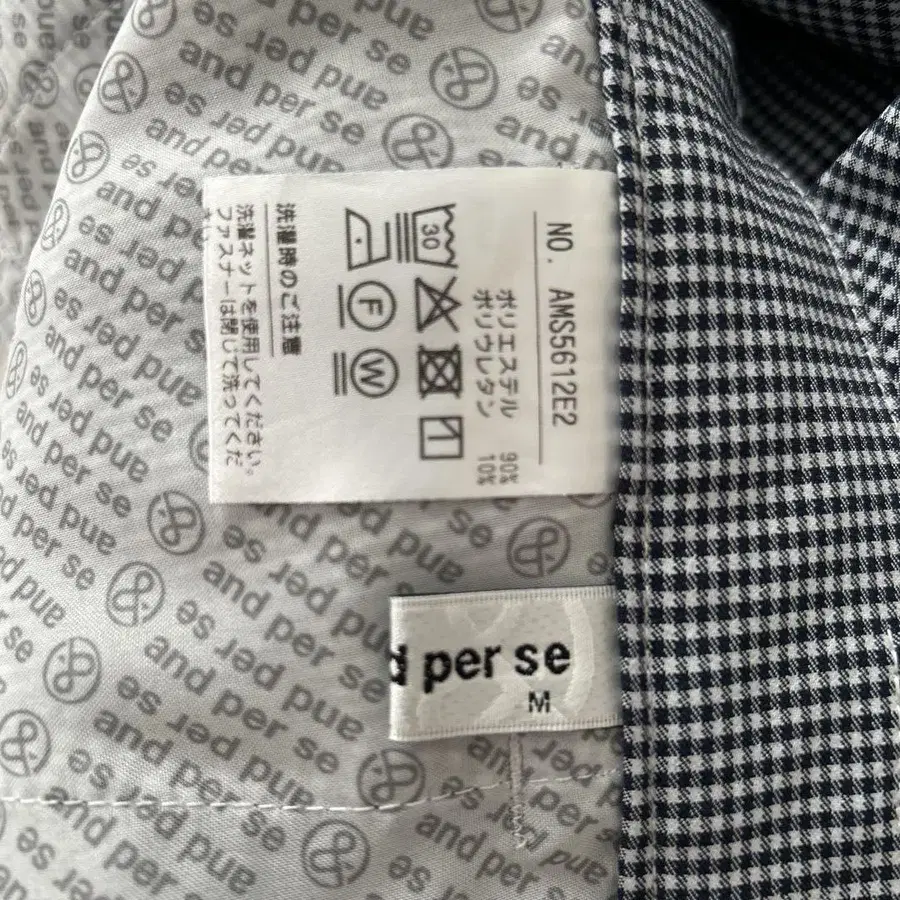 NO. AMS5612E2
ポリエステル 90%
ポリウレタン 10%
30
F
W
洗濯時のご注意
洗濯ネットを使用してください。
ファスナーは閉じて洗ってくだ
さい
per se
M
and per se